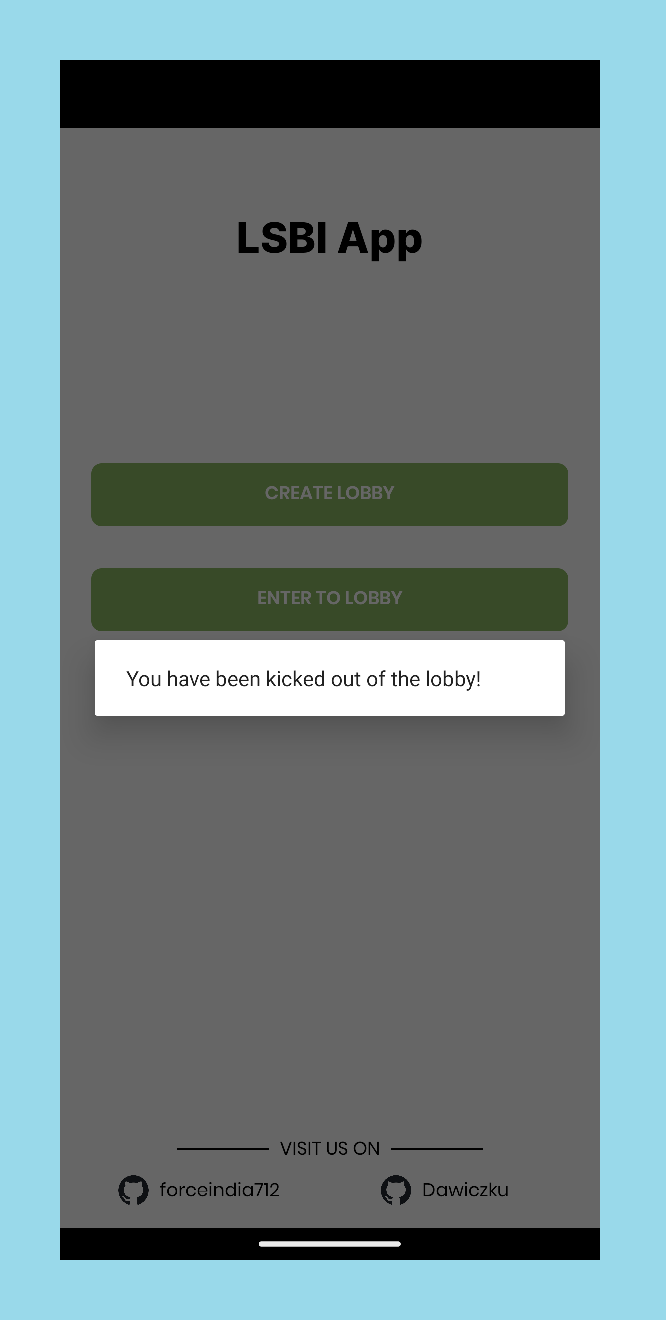 LSBI App
CREATE LOBBY
ENTER TO LOBBY
You have been kicked out of the lobby!
VISIT US ON
forceindia712
Dawiczku